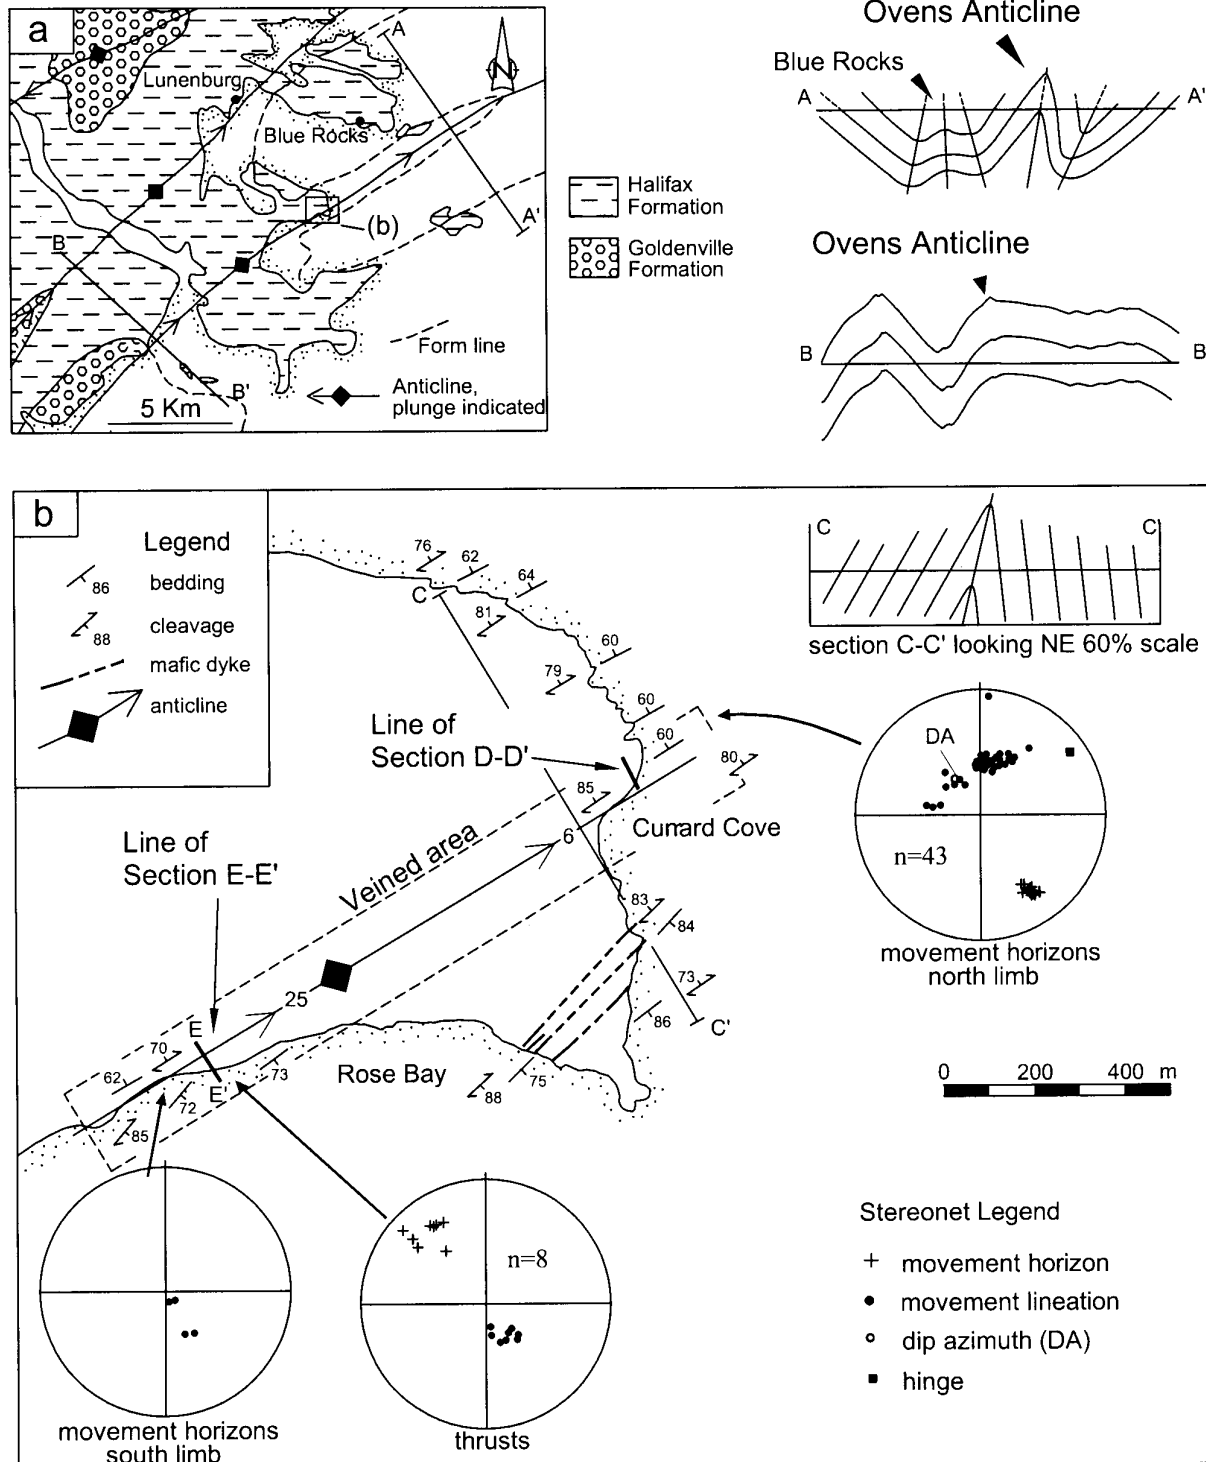 a
Lunenburg
Blue Rocks
A
A'
N
(b)
B
B'
5 Km
Form line
Anticline,
plunge indicated
Halifax
Formation
Goldenville
Formation
Ovens Anticline
Blue Rocks
A
A'
Ovens Anticline
B
B
b
Legend
86
bedding
88
cleavage
mafic dyke
anticline
C
C
section C-C' looking NE 60% scale
76
62
64
C
81
60
79
60
60
80
Line of
Section D-D'
85
6
Cunard Cove
Line of
Section E-E'
Veined area
83
84
73
86
C'
25
E
70
62
E'
73
72
85
Rose Bay
75
88
DA
n=43
movement horizons
north limb
0 200 400 m
n=8
movement horizons
south limb
thrusts
Stereonet Legend
movement horizon
movement lineation
dip azimuth (DA)
hinge